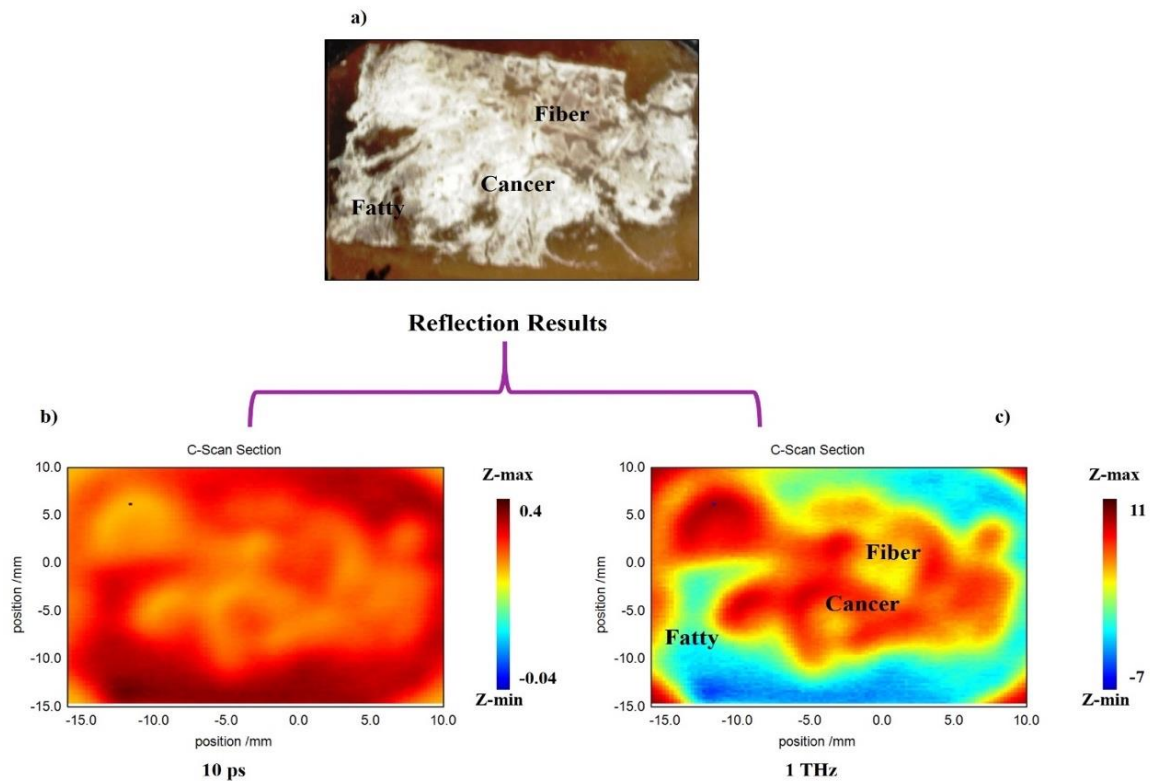 a)
Fiber
Cancer
Fatty
Reflection Results
b)
C-Scan Section
10.0
5.0
0.0
-5.0
-10.0
-15.0
position /mm
-15.0 -10.0 -5.0 0.0 5.0 10.0
position /mm
Z-max
0.4
-0.04
Z-min
10 ps
c)
C-Scan Section
10.0
5.0
0.0
-5.0
-10.0
-15.0
position /mm
Fiber
Cancer
Fatty
-15.0 -10.0 -5.0 0.0 5.0 10.0
position /mm
Z-max
11
-7
Z-min
1 THz